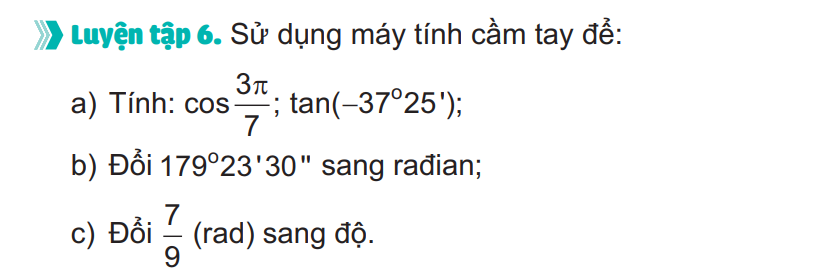 Luyện tập 6. Sử dụng máy tính cầm tay để:
a) Tính: cos 3π/7; tan(–37°25');
b) Đổi 179°23'30" sang rađian;
c) Đổi 7/9 (rad) sang độ.